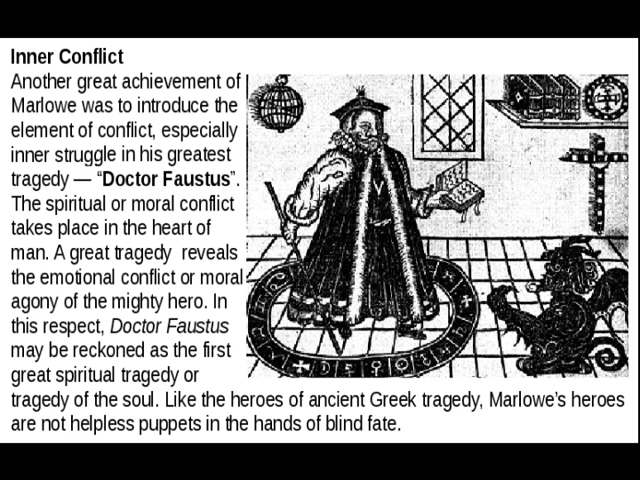 Inner Conflict
Another great achievement of
Marlowe was to introduce the
element of conflict, especially
inner struggle in his greatest
tragedy — “Doctor Faustus”.
The spiritual or moral conflict
takes place in the heart of
man. A great tragedy  reveals
the emotional conflict or moral
agony of the mighty hero. In
this respect, Doctor Faustus
may be reckoned as the first
great spiritual tragedy or
tragedy of the soul. Like the heroes of ancient Greek tragedy, Marlowe’s heroes
are not helpless puppets in the hands of blind fate.